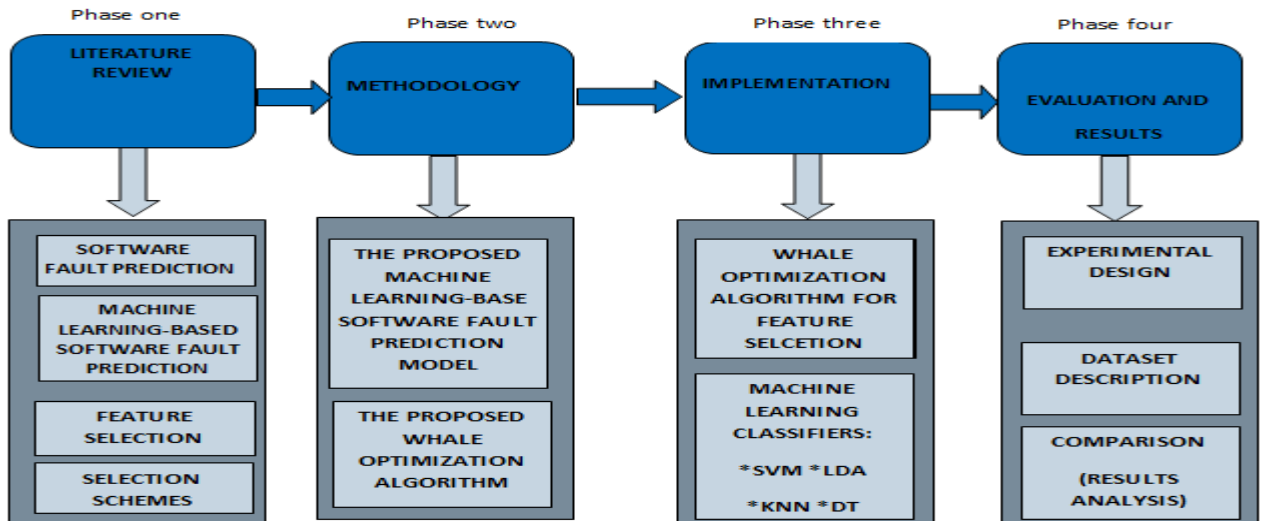 Phase one
Phase two
Phase three
Phase four
LITERATURE
REVIEW
METHODOLOGY
IMPLEMENTATION
EVALUATION AND
RESULTS
SOFTWARE
FAULT PREDICTION
MACHINE
LEARNING-BASED
SOFTWARE FAULT
PREDICTION
FEATURE
SELECTION
SELECTION
SCHEMES
THE PROPOSED
MACHINE
LEARNING-BASE
SOFTWARE FAULT
PREDICTION
MODEL
THE PROPOSED
WHALE
OPTIMIZATION
ALGORITHM
WHALE
OPTIMIZATION
ALGORITHM FOR
FEATURE
SELCETION
MACHINE
LEARNING
CLASSIFIERS:
*SVM *LDA
*KNN *DT
EXPERIMENTAL
DESIGN
DATASET
DESCRIPTION
COMPARISON
(RESULTS
ANALYSIS)